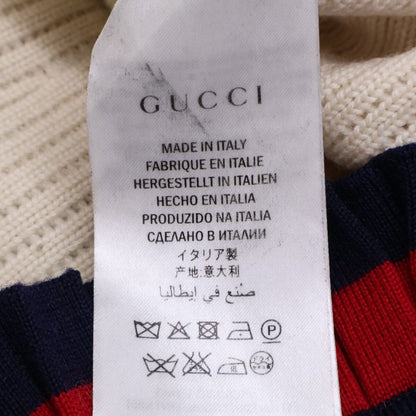 GUCCI
MADE IN ITALY
FABRIQUE EN ITALIE
HERGESTELLT IN ITALIEN
HECHO EN ITALIA
PRODUZIDO NA ITALIA
СДЕЛАНО В ИТАЛИИ
イタリア製
产地:意大利
صنع في إيطاليا
P